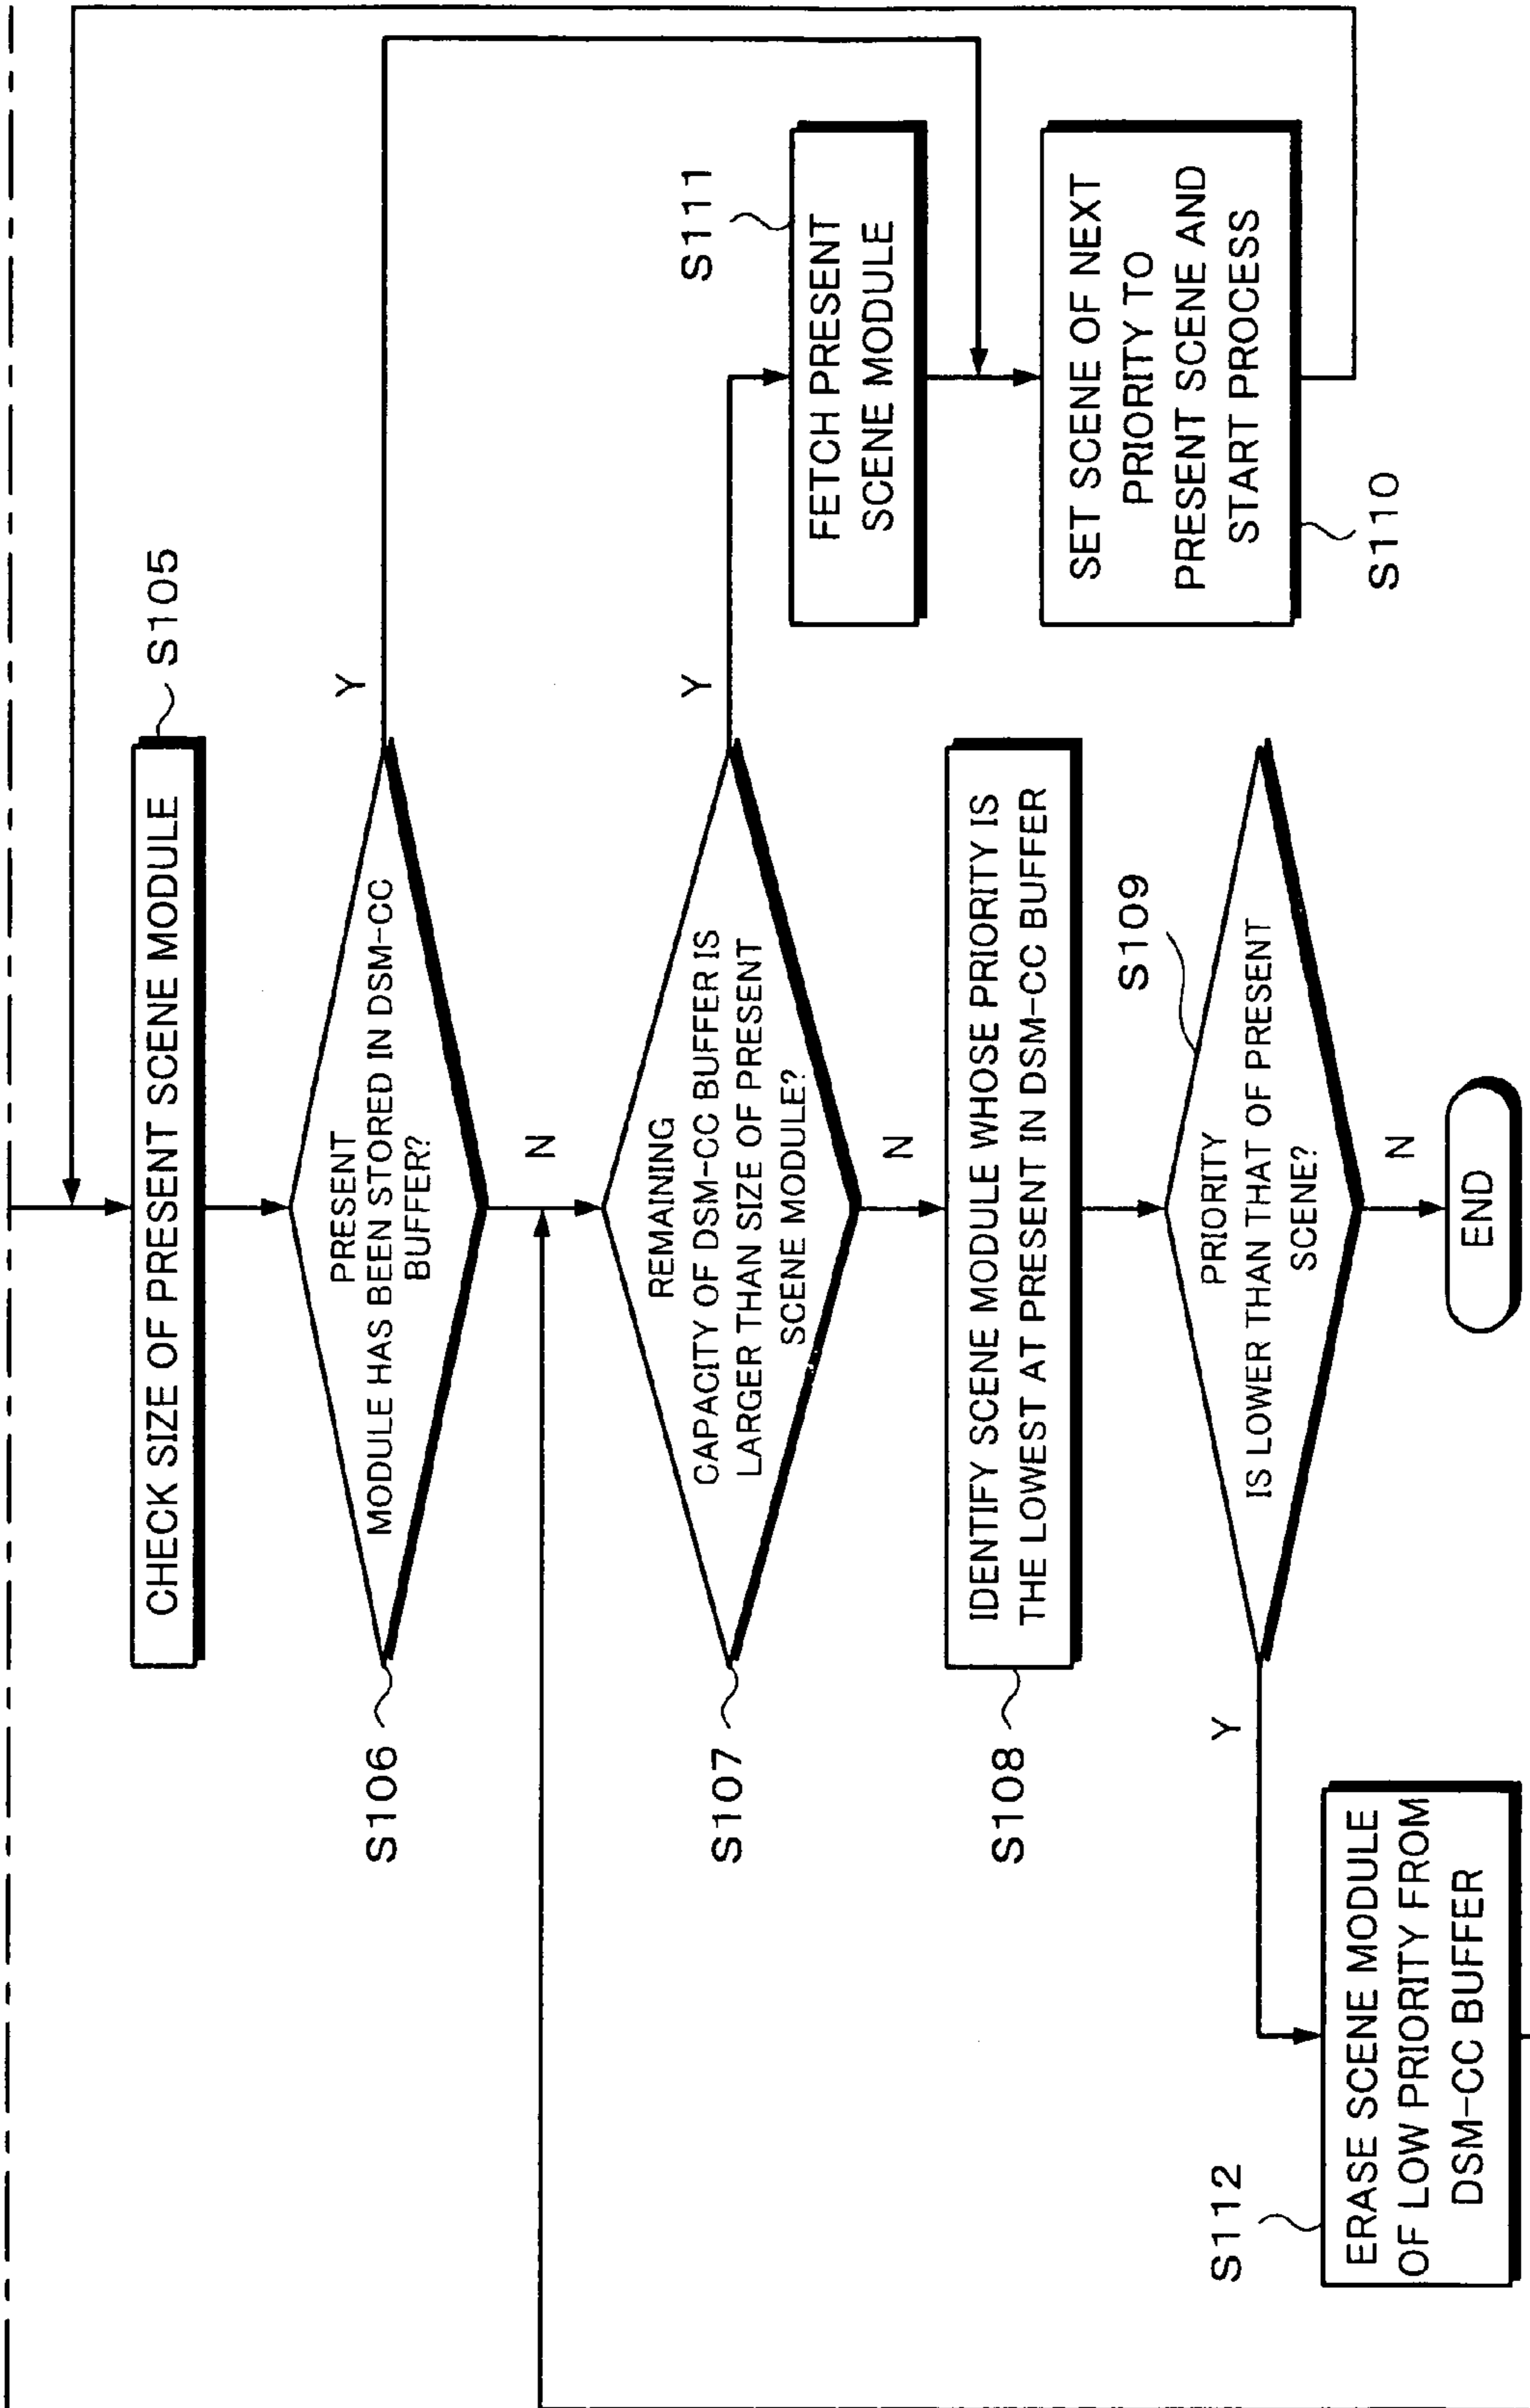 CHECK SIZE OF PRESENT SCENE MODULE
S105
PRESENT
MODULE HAS BEEN STORED IN DSM-CC
BUFFER?
S106
Y
N
REMAINING
CAPACITY OF DSM-CC BUFFER IS
LARGER THAN SIZE OF PRESENT
SCENE MODULE?
S107
Y
N
FETCH PRESENT
SCENE MODULE
S111
IDENTIFY SCENE MODULE WHOSE PRIORITY IS
THE LOWEST AT PRESENT IN DSM-CC BUFFER
S108
SET SCENE OF NEXT
PRIORITY TO
PRESENT SCENE AND
START PROCESS
S110
PRIORITY
IS LOWER THAN THAT OF PRESENT
SCENE?
S109
Y
N
ERASE SCENE MODULE
OF LOW PRIORITY FROM
DSM-CC BUFFER
S112
END